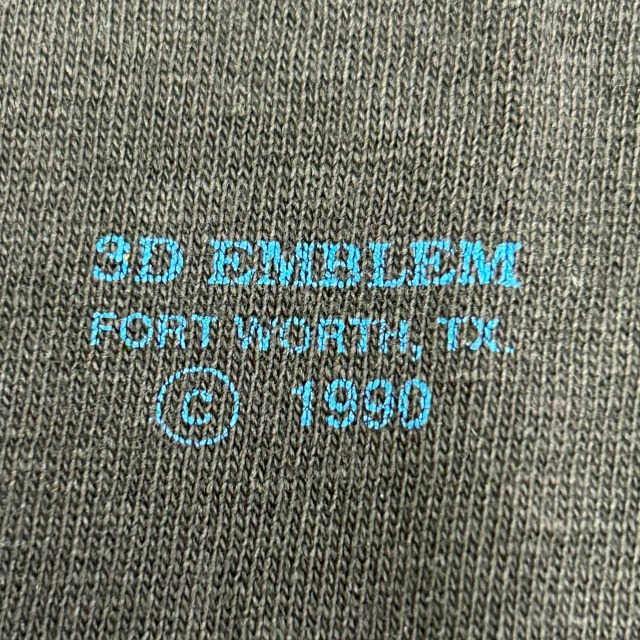 3D EMBLEM
FORT WORTH, TX.
© 1990